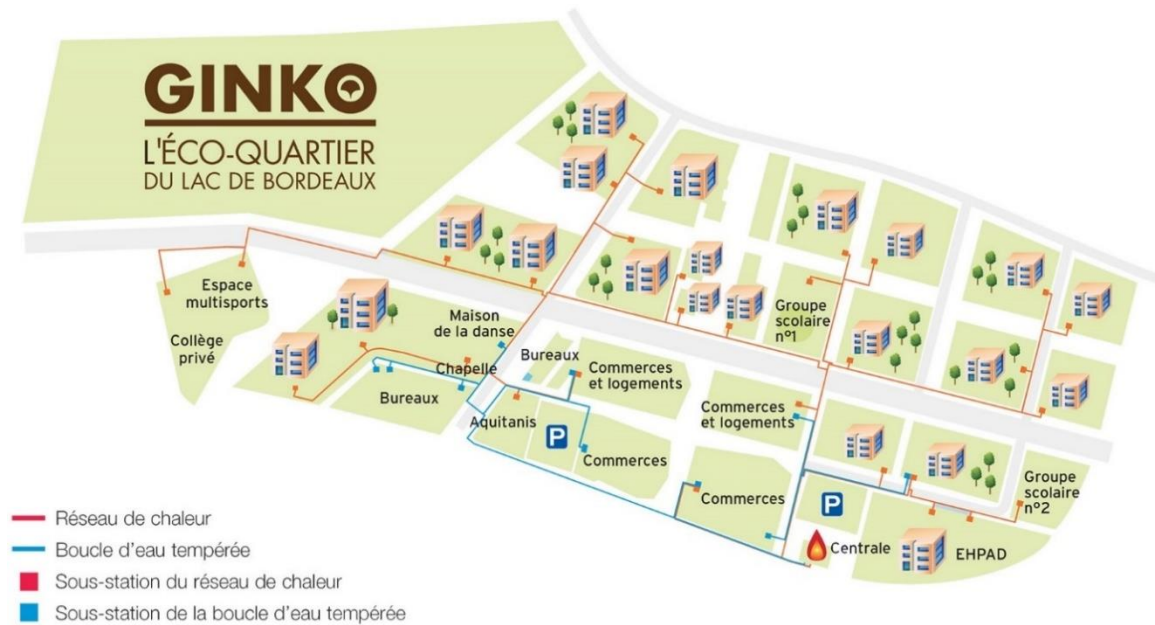 GINKO
L'ÉCO-QUARTIER
DU LAC DE BORDEAUX
Espace
multisports
Collège
privé
Maison
de la danse
Chapelle
Bureaux
Bureaux
Commerces
et logements
Groupe
scolaire
n°1
Aquitanis
P
Commerces
Commerces
et logements
Commerces
P
Centrale
EHPAD
Groupe
scolaire
n°2
Réseau de chaleur
Boucle d'eau tempérée
Sous-station du réseau de chaleur
Sous-station de la boucle d'eau tempérée